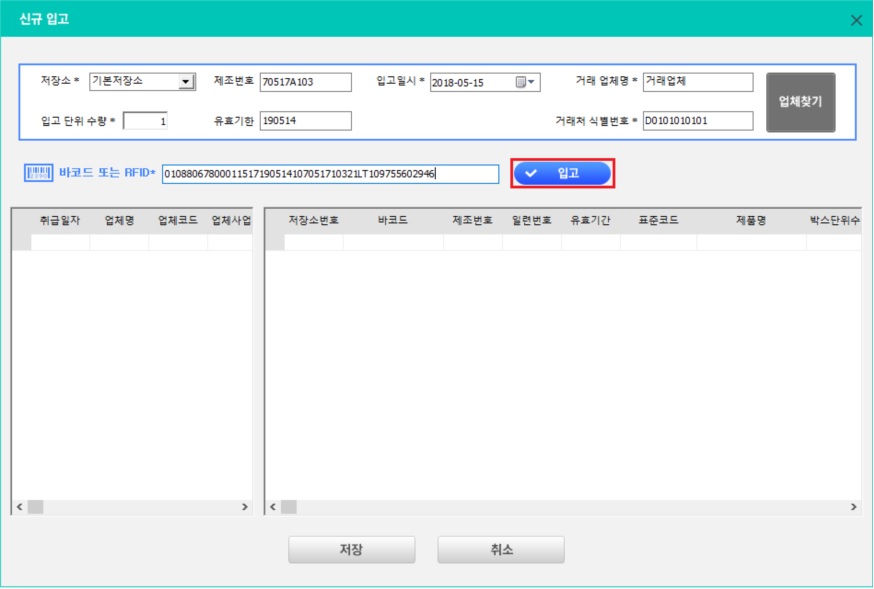 신규 입고
저장소 * 기본저장소 제조번호 70517A103 입고일시 * 2018-05-15 거래 업체명 * 거래업체 업체찾기
입고 단위 수량 * 1 유효기한 190514 거래처 식별번호 * D0101010101
바코드 또는 RFID* 01088067800011517190514107051710321LT109755602946 입고
취급일자 업체명 업체코드 업체사업 저장소번호 바코드 제조번호 일련번호 유효기간 표준코드 제품명 박스단위수
저장 취소